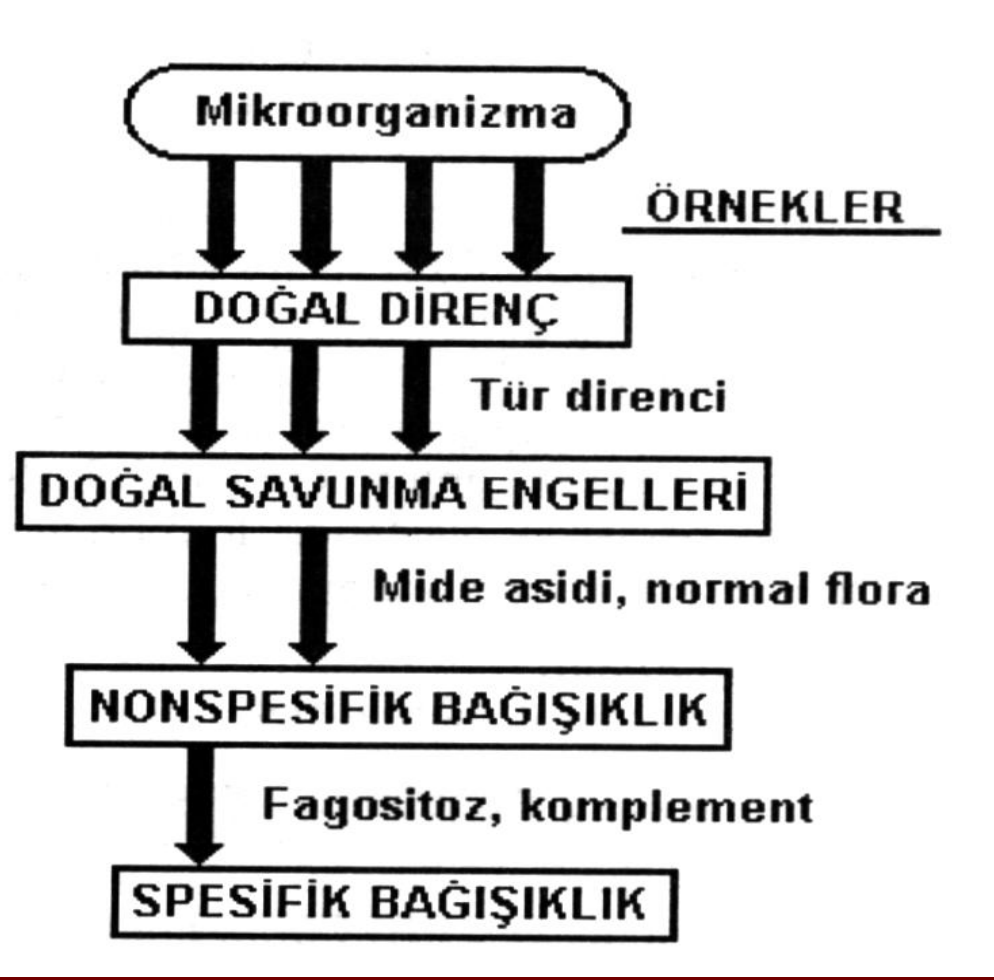 Mikroorganizma
ÖRNEKLER
DOĞAL DİRENÇ
Tür direnci
DOĞAL SAVUNMA ENGELLERİ
Mide asidi, normal flora
NONSPESİFİK BAĞIŞIKLIK
Fagositoz, komplement
SPESİFİK BAĞIŞIKLIK